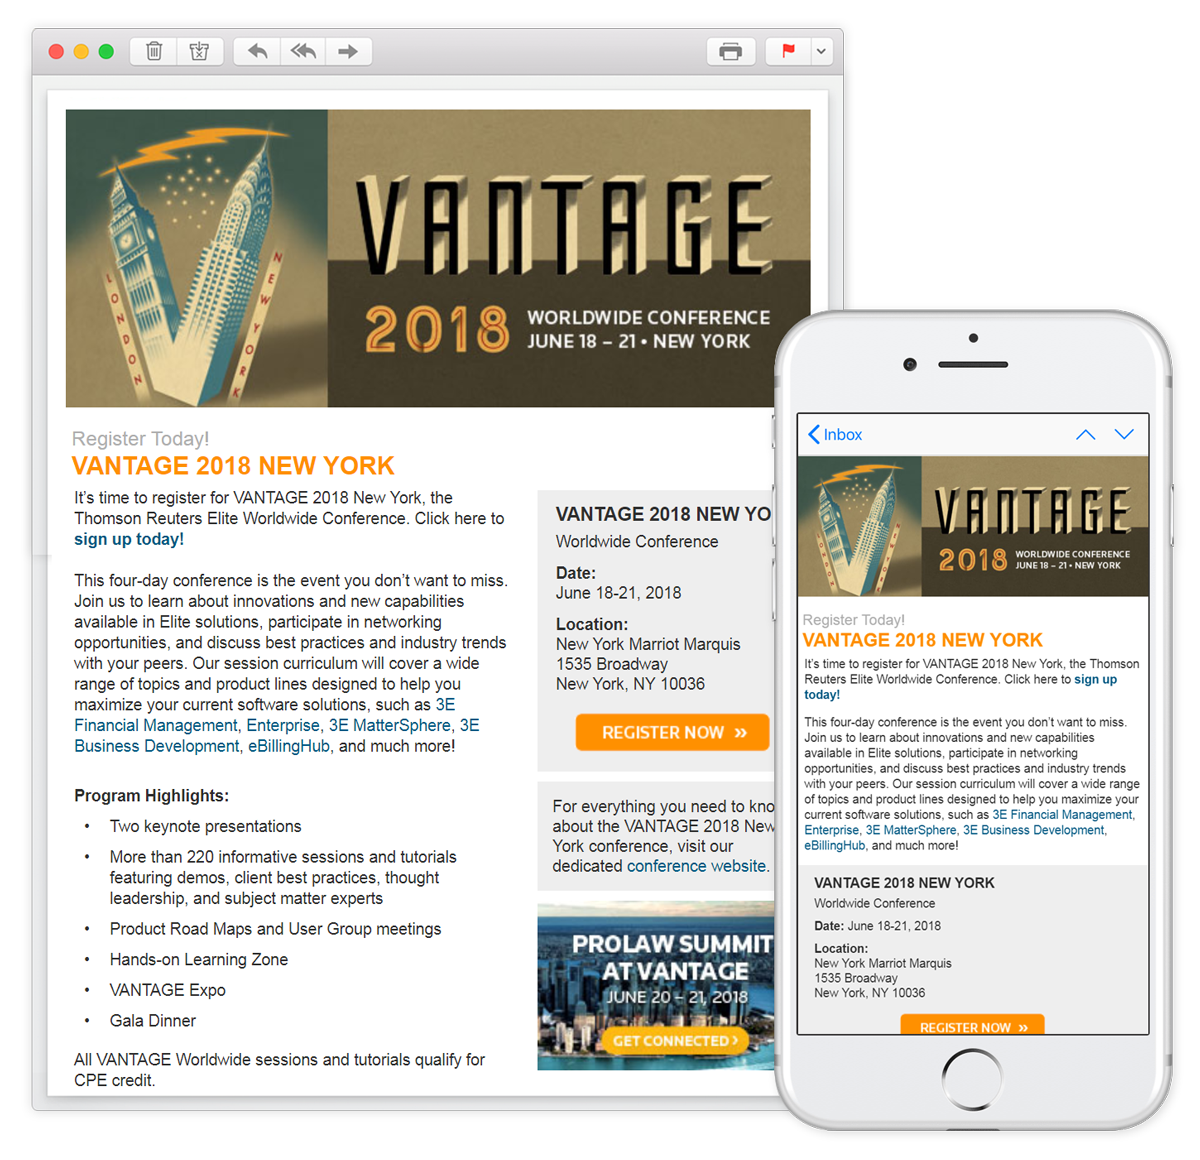 LONDON
NEW YORK
VANTAGE
2018
WORLDWIDE CONFERENCE
JUNE 18 – 21 • NEW YORK
Register Today!
VANTAGE 2018 NEW YORK
It's time to register for VANTAGE 2018 New York, the
Thomson Reuters Elite Worldwide Conference. Click here to
sign up today!
This four-day conference is the event you don't want to miss.
Join us to learn about innovations and new capabilities
available in Elite solutions, participate in networking
opportunities, and discuss best practices and industry trends
with your peers. Our session curriculum will cover a wide
range of topics and product lines designed to help you
maximize your current software solutions, such as 3E
Financial Management, Enterprise, 3E MatterSphere, 3E
Business Development, eBillingHub, and much more!
Program Highlights:
• Two keynote presentations
• More than 220 informative sessions and tutorials
featuring demos, client best practices, thought
leadership, and subject matter experts
• Product Road Maps and User Group meetings
• Hands-on Learning Zone
• VANTAGE Expo
• Gala Dinner
All VANTAGE Worldwide sessions and tutorials qualify for
CPE credit.
VANTAGE 2018 NEW YO
Worldwide Conference
Date:
June 18-21, 2018
Location:
New York Marriot Marquis
1535 Broadway
New York, NY 10036
REGISTER NOW »
For everything you need to kno
about the VANTAGE 2018 New
York conference, visit our
dedicated conference website.
PROLAW SUMMIT
AT VANTAGE
JUNE 20 – 21, 2018
GET CONNECTED ›
Inbox
LONDON
NEW YORK
VANTAGE
2018
WORLDWIDE CONFERENCE
JUNE 18 – 21 • NEW YORK
Register Today!
VANTAGE 2018 NEW YORK
It's time to register for VANTAGE 2018 New York, the Thomson
Reuters Elite Worldwide Conference. Click here to sign up
today!
This four-day conference is the event you don't want to miss.
Join us to learn about innovations and new capabilities
available in Elite solutions, participate in networking
opportunities, and discuss best practices and industry trends
with your peers. Our session curriculum will cover a wide range
of topics and product lines designed to help you maximize your
current software solutions, such as 3E Financial Management,
Enterprise, 3E MatterSphere, 3E Business Development,
eBillingHub, and much more!
VANTAGE 2018 NEW YORK
Worldwide Conference
Date: June 18-21, 2018
Location:
New York Marriot Marquis
1535 Broadway
New York, NY 10036
REGISTER NOW »